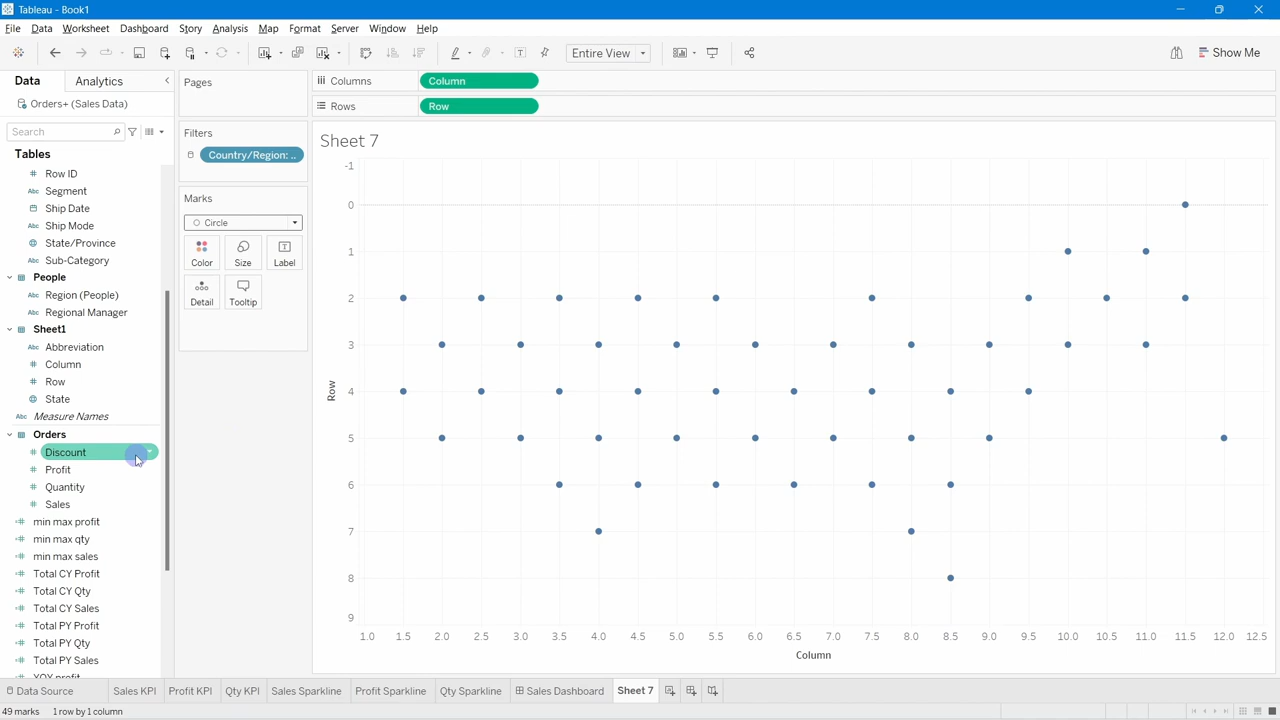 Tableau - Book1
File Data Worksheet Dashboard Story Analysis Map Format Server Window Help
Entire View
Show Me
Data Analytics
Orders+ (Sales Data)
Search
Tables
Row ID
Abc Segment
Ship Date
Abc Ship Mode
State/Province
Abc Sub-Category
People
Abc Region (People)
Abc Regional Manager
Sheet1
Abc Abbreviation
Column
Row
State
Abc Measure Names
Orders
Discount
Profit
Quantity
Sales
min max profit
min max qty
min max sales
Total CY Profit
Total CY Qty
Total CY Sales
Total PY Profit
Total PY Qty
Total PY Sales
YOY profit
Pages
Filters
Country/Region: ..
Marks
Circle
Color Size Label
Detail Tooltip
Columns Column
Rows Row
Sheet 7
-1
0
1
2
3
4
5
6
7
8
9
Row
1.0 1.5 2.0 2.5 3.0 3.5 4.0 4.5 5.0 5.5 6.0 6.5 7.0 7.5 8.0 8.5 9.0 9.5 10.0 10.5 11.0 11.5 12.0 12.5
Column
Data Source Sales KPI Profit KPI Qty KPI Sales Sparkline Profit Sparkline Qty Sparkline Sales Dashboard Sheet 7
49 marks 1 row by 1 column